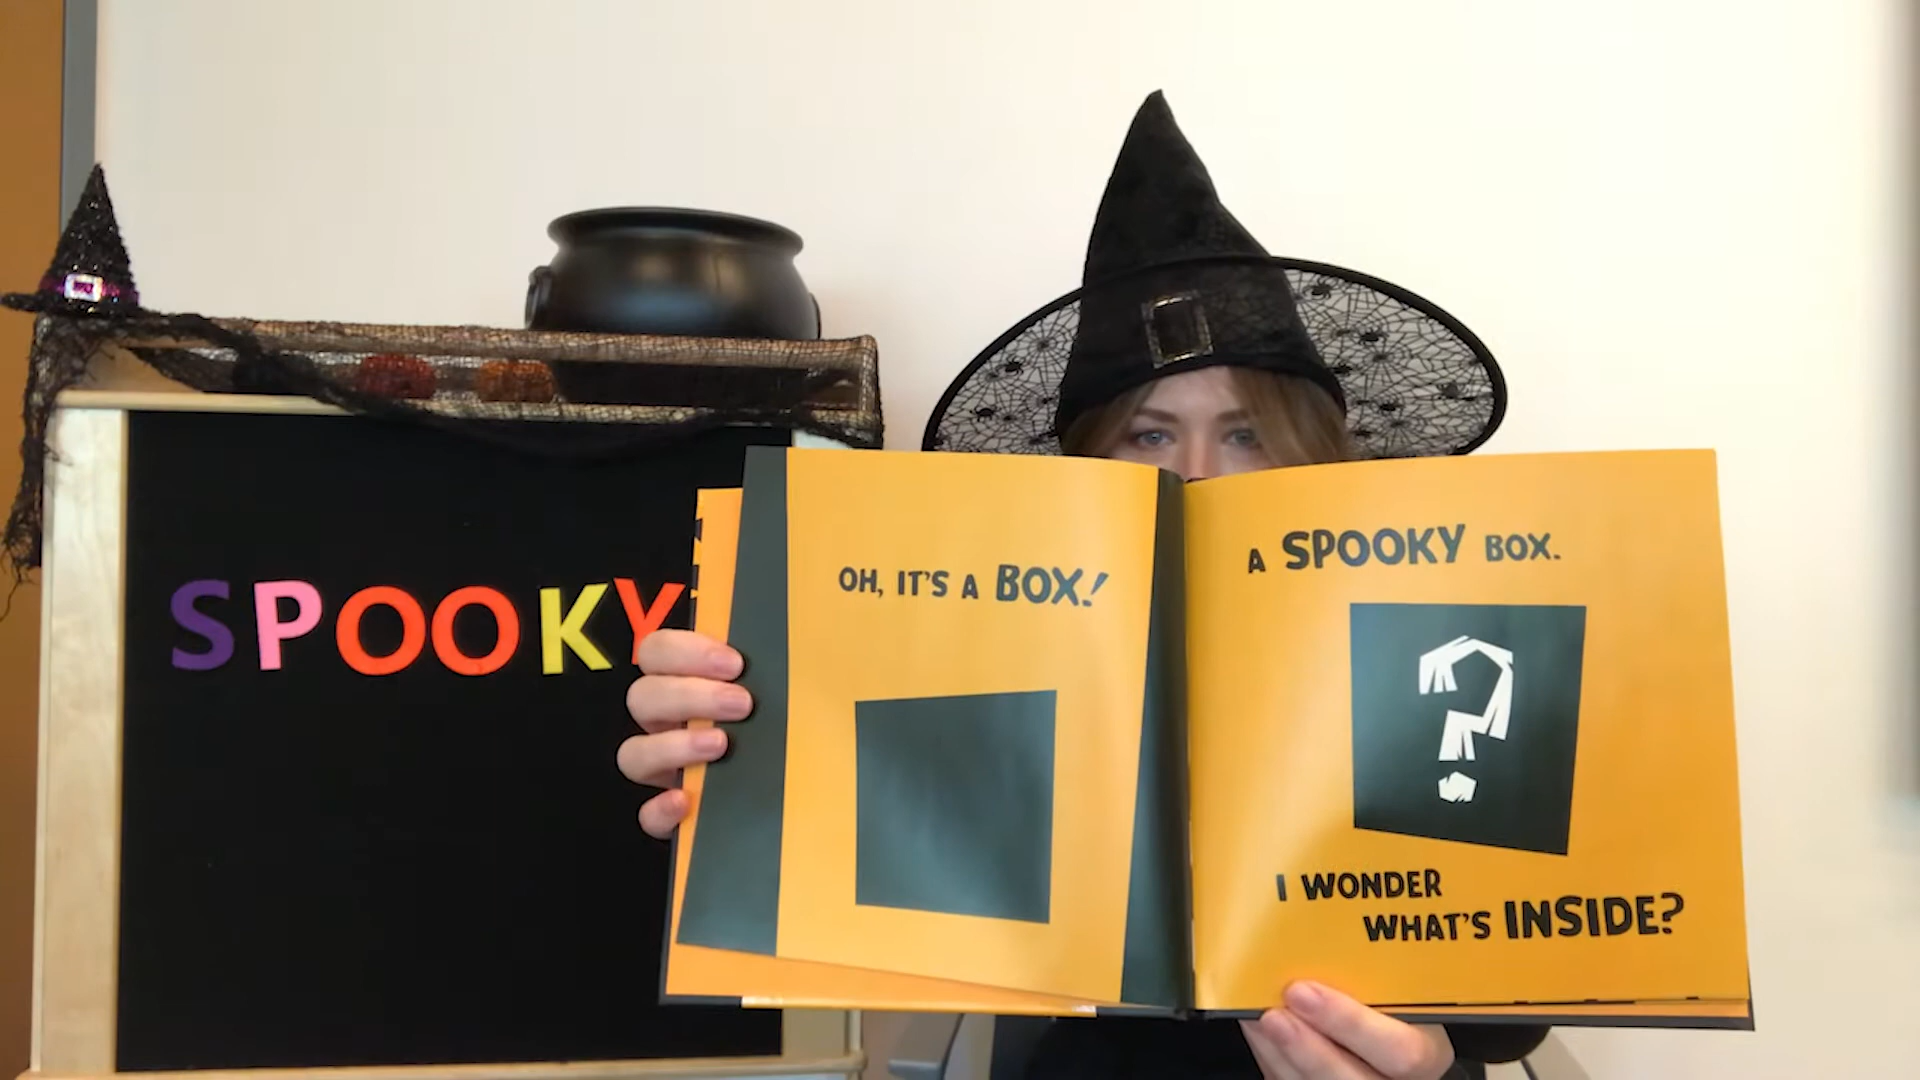 SPOOKY
OH, IT'S A BOX!
A SPOOKY BOX.
?
I WONDER
WHAT'S INSIDE?